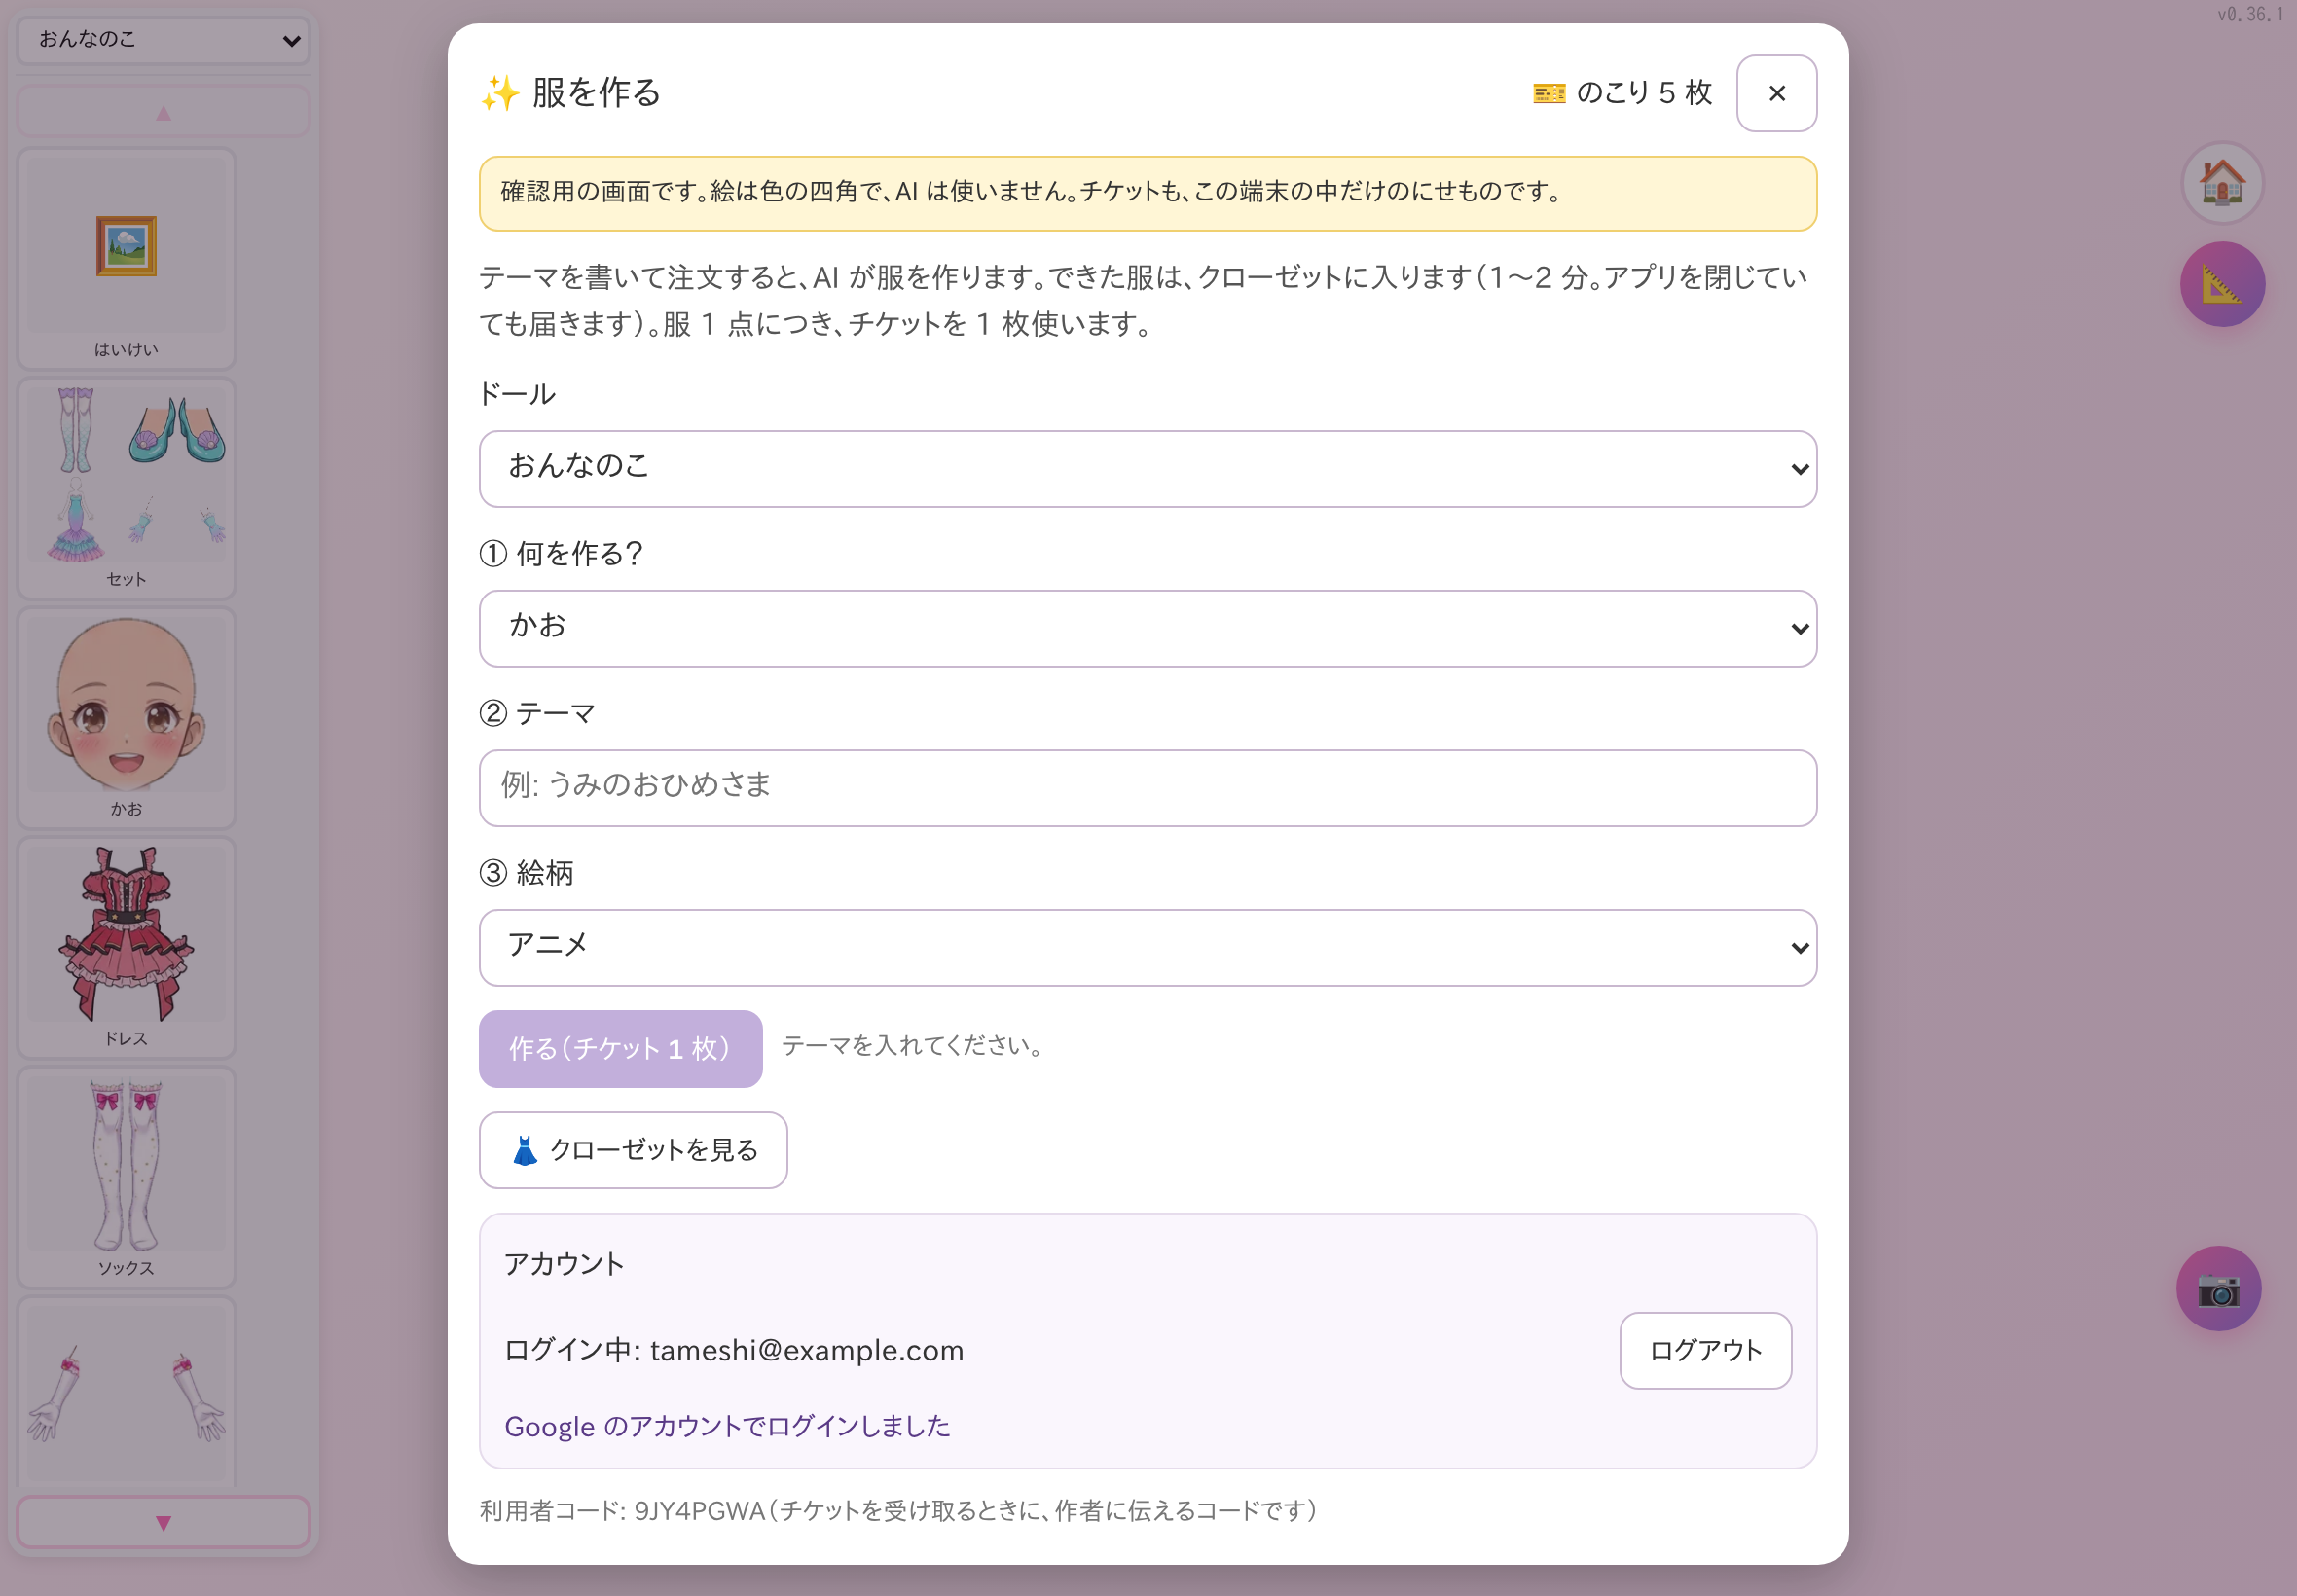 v0.36.1
おんなのこ
▲
はいけい
セット
かお
ドレス
ソックス
▼
✨ 服を作る
🎫 のこり 5 枚
×
確認用の画面です。絵は色の四角で、AI は使いません。チケットも、この端末の中だけのにせものです。
テーマを書いて注文すると、AI が服を作ります。できた服は、クローゼットに入ります（1〜2 分。アプリを閉じてい
ても届きます）。服 1 点につき、チケットを 1 枚使います。
ドール
おんなのこ
① 何を作る？
かお
② テーマ
例: うみのおひめさま
③ 絵柄
アニメ
作る（チケット 1 枚）
テーマを入れてください。
👗 クローゼットを見る
アカウント
ログイン中: tameshi@example.com
ログアウト
Google のアカウントでログインしました
利用者コード: 9JY4PGWA（チケットを受け取るときに、作者に伝えるコードです）